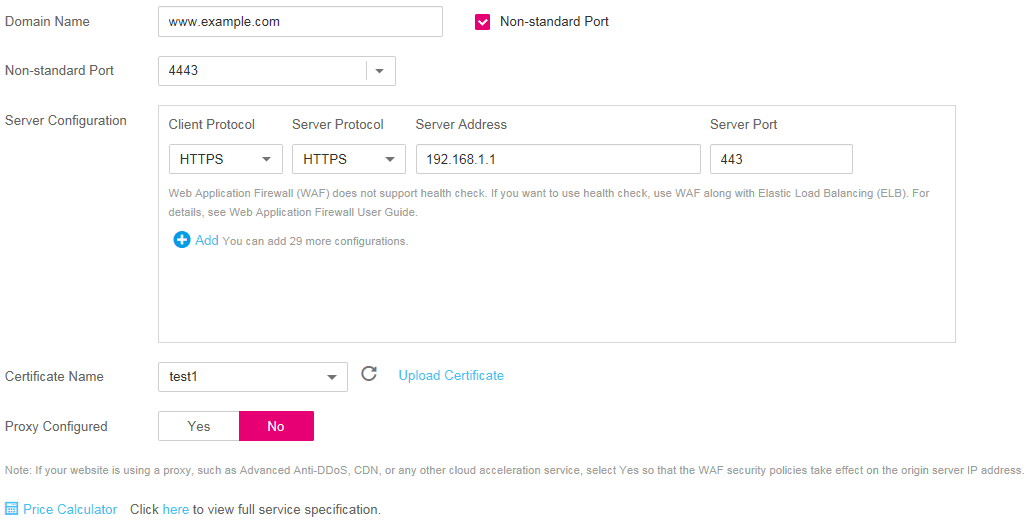 Domain Name www.example.com Non-standard Port
Non-standard Port 4443
Server Configuration
Client Protocol Server Protocol Server Address Server Port
HTTPS HTTPS 192.168.1.1 443
Web Application Firewall (WAF) does not support health check. If you want to use health check, use WAF along with Elastic Load Balancing (ELB). For
details, see Web Application Firewall User Guide.
Add You can add 29 more configurations.
Certificate Name test1 Upload Certificate
Proxy Configured Yes No
Note: If your website is using a proxy, such as Advanced Anti-DDoS, CDN, or any other cloud acceleration service, select Yes so that the WAF security policies take effect on the origin server IP address.
Price Calculator Click here to view full service specification.